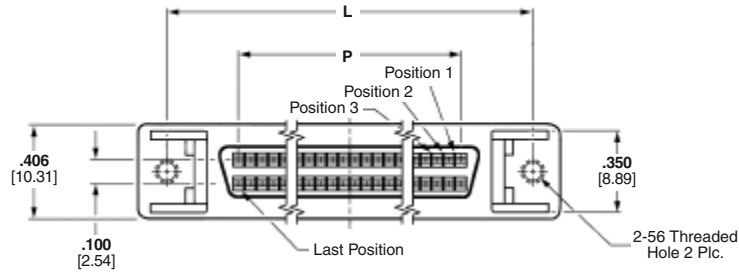 L
P
Position 1
Position 2
Position 3
.406
[10.31]
.350
[8.89]
.100
[2.54]
Last Position
2-56 Threaded
Hole 2 Plc.